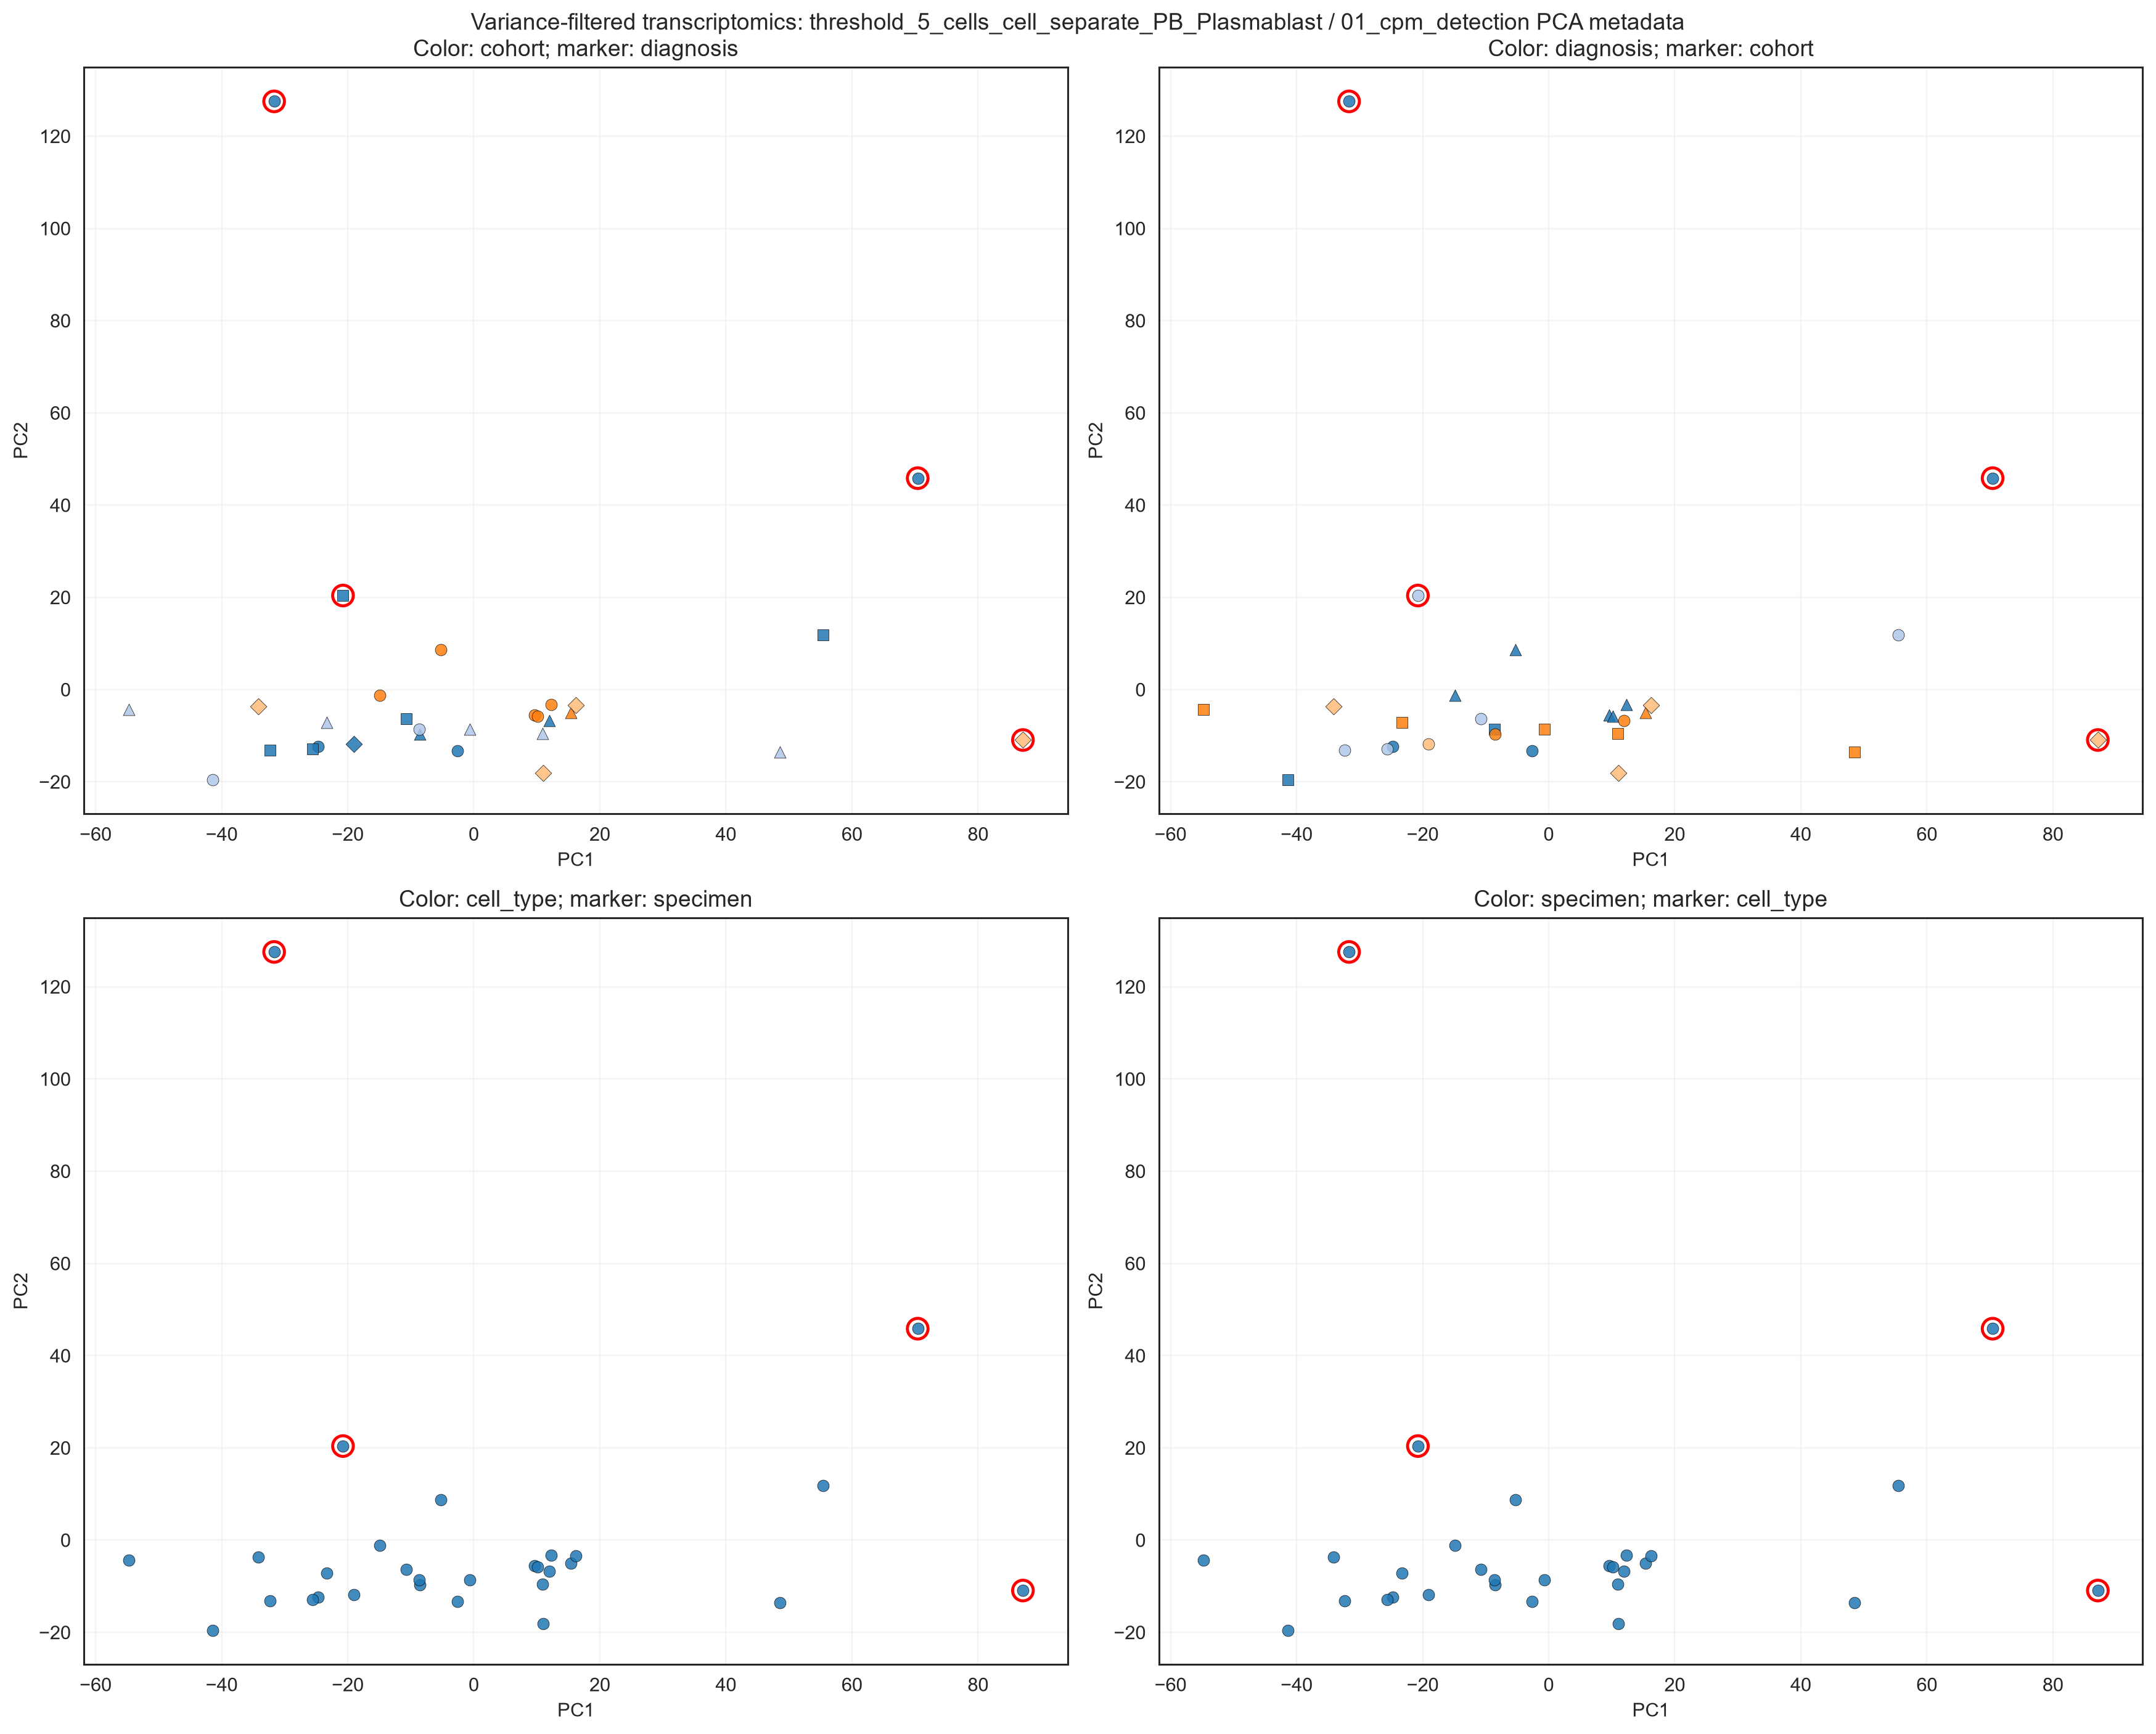 Variance-filtered transcriptomics: threshold_5_cells_cell_separate_PB_Plasmablast / 01_cpm_detection PCA metadata
Color: cohort; marker: diagnosis
120
100
80
60
40
20
0
−20
PC2
−60 −40 −20 0 20 40 60 80
PC1
Color: diagnosis; marker: cohort
120
100
80
60
40
20
0
−20
PC2
−60 −40 −20 0 20 40 60 80
PC1
Color: cell_type; marker: specimen
120
100
80
60
40
20
0
−20
PC2
−60 −40 −20 0 20 40 60 80
PC1
Color: specimen; marker: cell_type
120
100
80
60
40
20
0
−20
PC2
−60 −40 −20 0 20 40 60 80
PC1